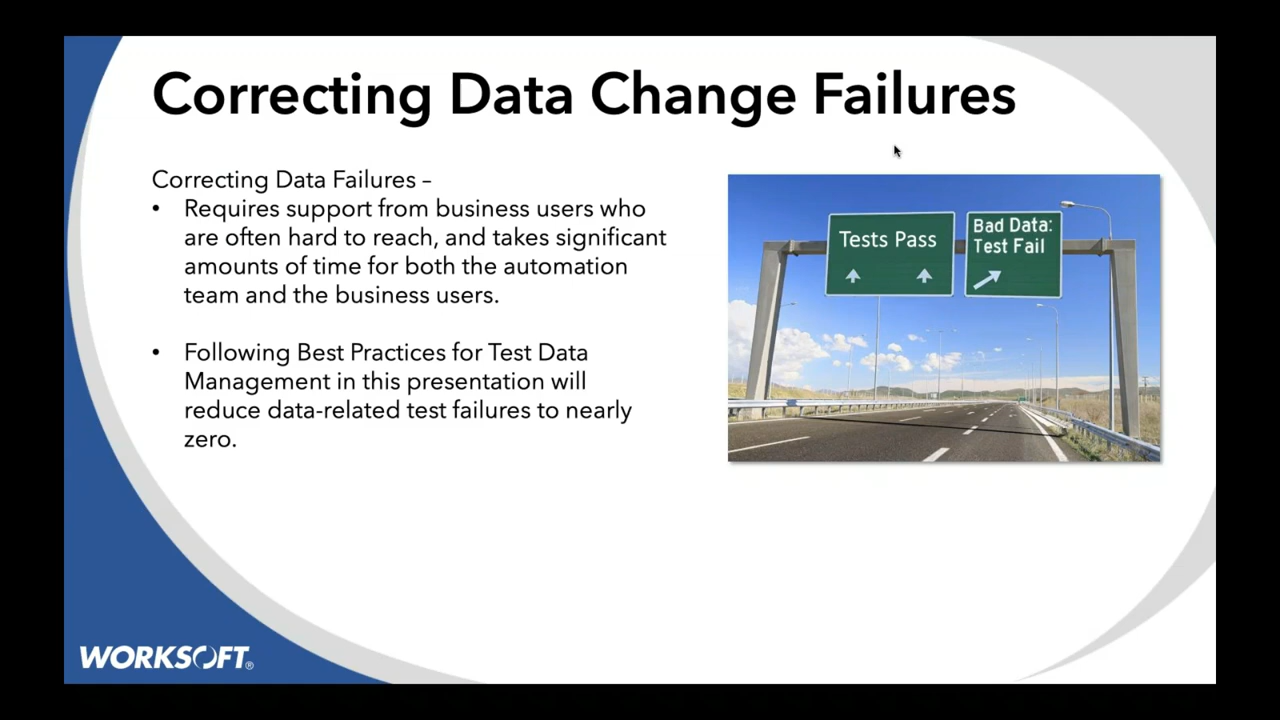 Correcting Data Change Failures
Correcting Data Failures –
• Requires support from business users who
are often hard to reach, and takes significant
amounts of time for both the automation
team and the business users.
• Following Best Practices for Test Data
Management in this presentation will
reduce data-related test failures to nearly
zero.
Tests Pass
Bad Data:
Test Fail
WORKSOFT®